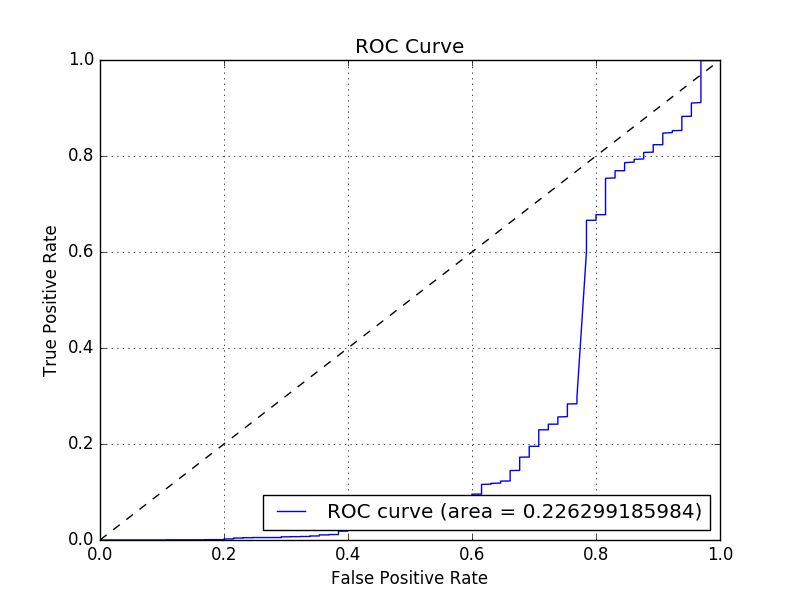 ROC Curve
1.0
0.8
0.6
0.4
0.2
0.0
True Positive Rate
ROC curve (area = 0.226299185984)
0.0 0.2 0.4 0.6 0.8 1.0
False Positive Rate